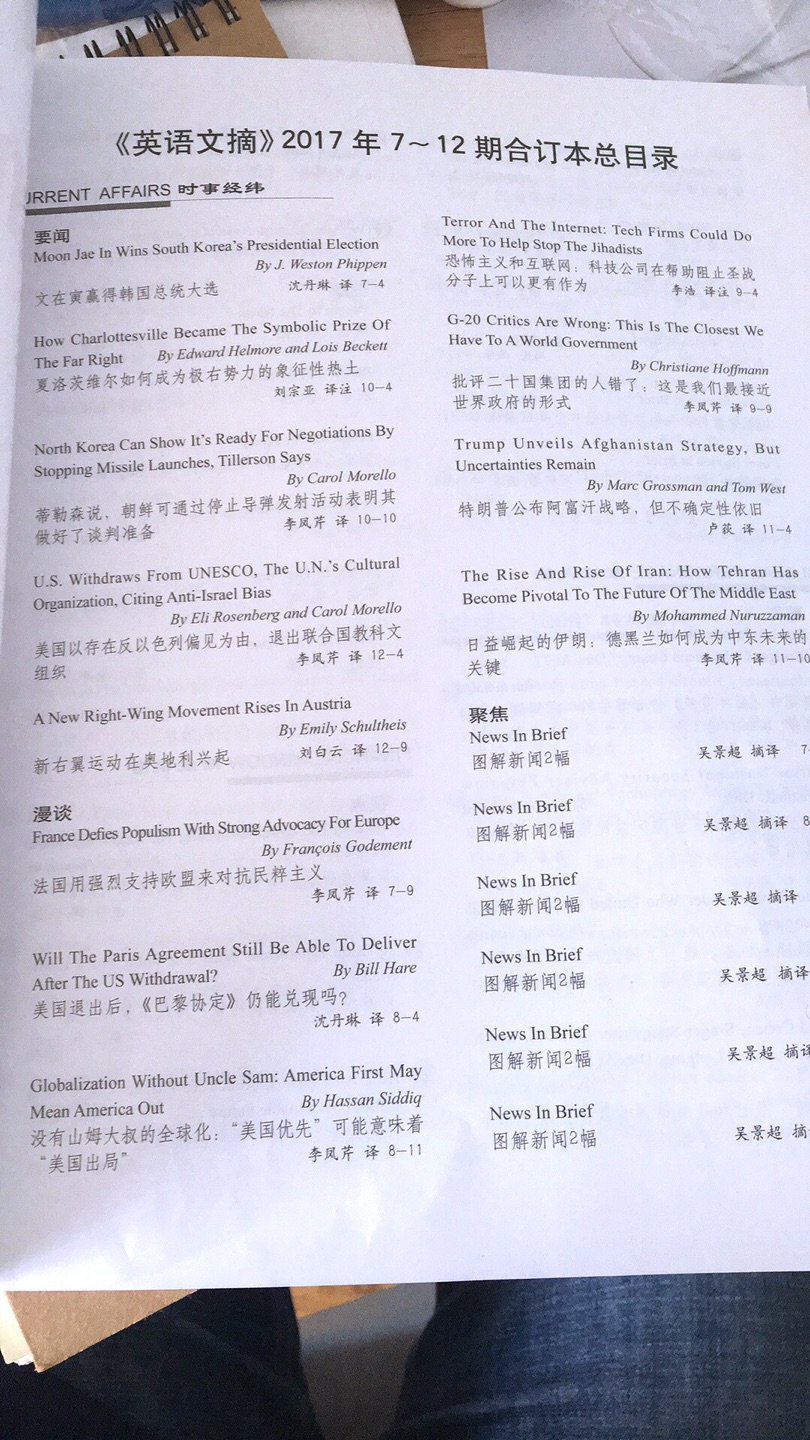 《英语文摘》2017 年 7～12 期合订本总目录
URRENT AFFAIRS 时事经纬
要闻
Moon Jae In Wins South Korea's Presidential Election
By J. Weston Phippen
文在寅赢得韩国总统大选 沈丹琳 译 7-4
How Charlottesville Became The Symbolic Prize Of
The Far Right By Edward Helmore and Lois Beckett
夏洛茨维尔如何成为极右势力的象征性热土
刘宗亚 译注 10-4
North Korea Can Show It's Ready For Negotiations By
Stopping Missile Launches, Tillerson Says
By Carol Morello
蒂勒森说，朝鲜可通过停止导弹发射活动表明其
做好了谈判准备 李凤芹 译 10-10
U.S. Withdraws From UNESCO, The U.N.'s Cultural
Organization, Citing Anti-Israel Bias
By Eli Rosenberg and Carol Morello
美国以存在反以色列偏见为由，退出联合国教科文
组织 李凤芹 译 12-4
A New Right-Wing Movement Rises In Austria
By Emily Schultheis
新右翼运动在奥地利兴起 刘白云 译 12-9
漫谈
France Defies Populism With Strong Advocacy For Europe
By François Godement
法国用强烈支持欧盟来对抗民粹主义
李凤芹 译 7-9
Will The Paris Agreement Still Be Able To Deliver
After The US Withdrawal? By Bill Hare
美国退出后，《巴黎协定》仍能兑现吗?
沈丹琳 译 8-4
Globalization Without Uncle Sam: America First May
Mean America Out By Hassan Siddiq
没有山姆大叔的全球化：“美国优先”可能意味着
“美国出局” 李凤芹 译 8-11
Terror And The Internet: Tech Firms Could Do
More To Help Stop The Jihadists
恐怖主义和互联网：科技公司在帮助阻止圣战
分子上可以更有作为 李浩 译注 9-4
G-20 Critics Are Wrong: This Is The Closest We
Have To A World Government
By Christiane Hoffmann
批评二十国集团的人错了：这是我们最接近
世界政府的形式 李凤芹 译 9-9
Trump Unveils Afghanistan Strategy, But
Uncertainties Remain
By Marc Grossman and Tom West
特朗普公布阿富汗战略，但不确定性依旧
卢荻 译 11-4
The Rise And Rise Of Iran: How Tehran Has
Become Pivotal To The Future Of The Middle East
By Mohammed Nuruzzaman
日益崛起的伊朗：德黑兰如何成为中东未来的
关键 李凤芹 译 11-10
聚焦
News In Brief
图解新闻2幅 吴景超 摘译 7-
News In Brief
图解新闻2幅 吴景超 摘译 8
News In Brief
图解新闻2幅 吴景超 摘译
News In Brief
图解新闻2幅 吴景超 摘译
News In Brief
图解新闻2幅 吴景超 摘译
News In Brief
图解新闻2幅 吴景超 摘